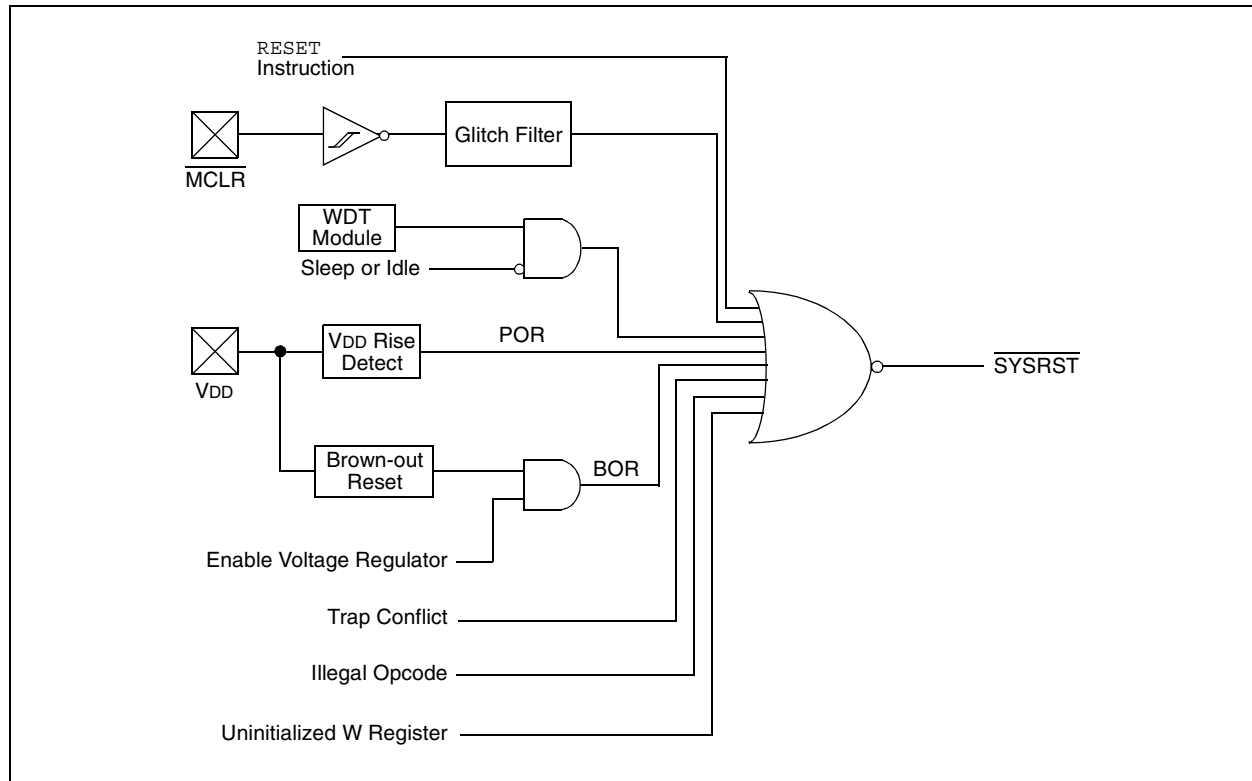 RESET
Instruction
Glitch Filter
MCLR
WDT
Module
Sleep or Idle
VDD Rise
Detect
POR
VDD
SYSRST
Brown-out
Reset
BOR
Enable Voltage Regulator
Trap Conflict
Illegal Opcode
Uninitialized W Register